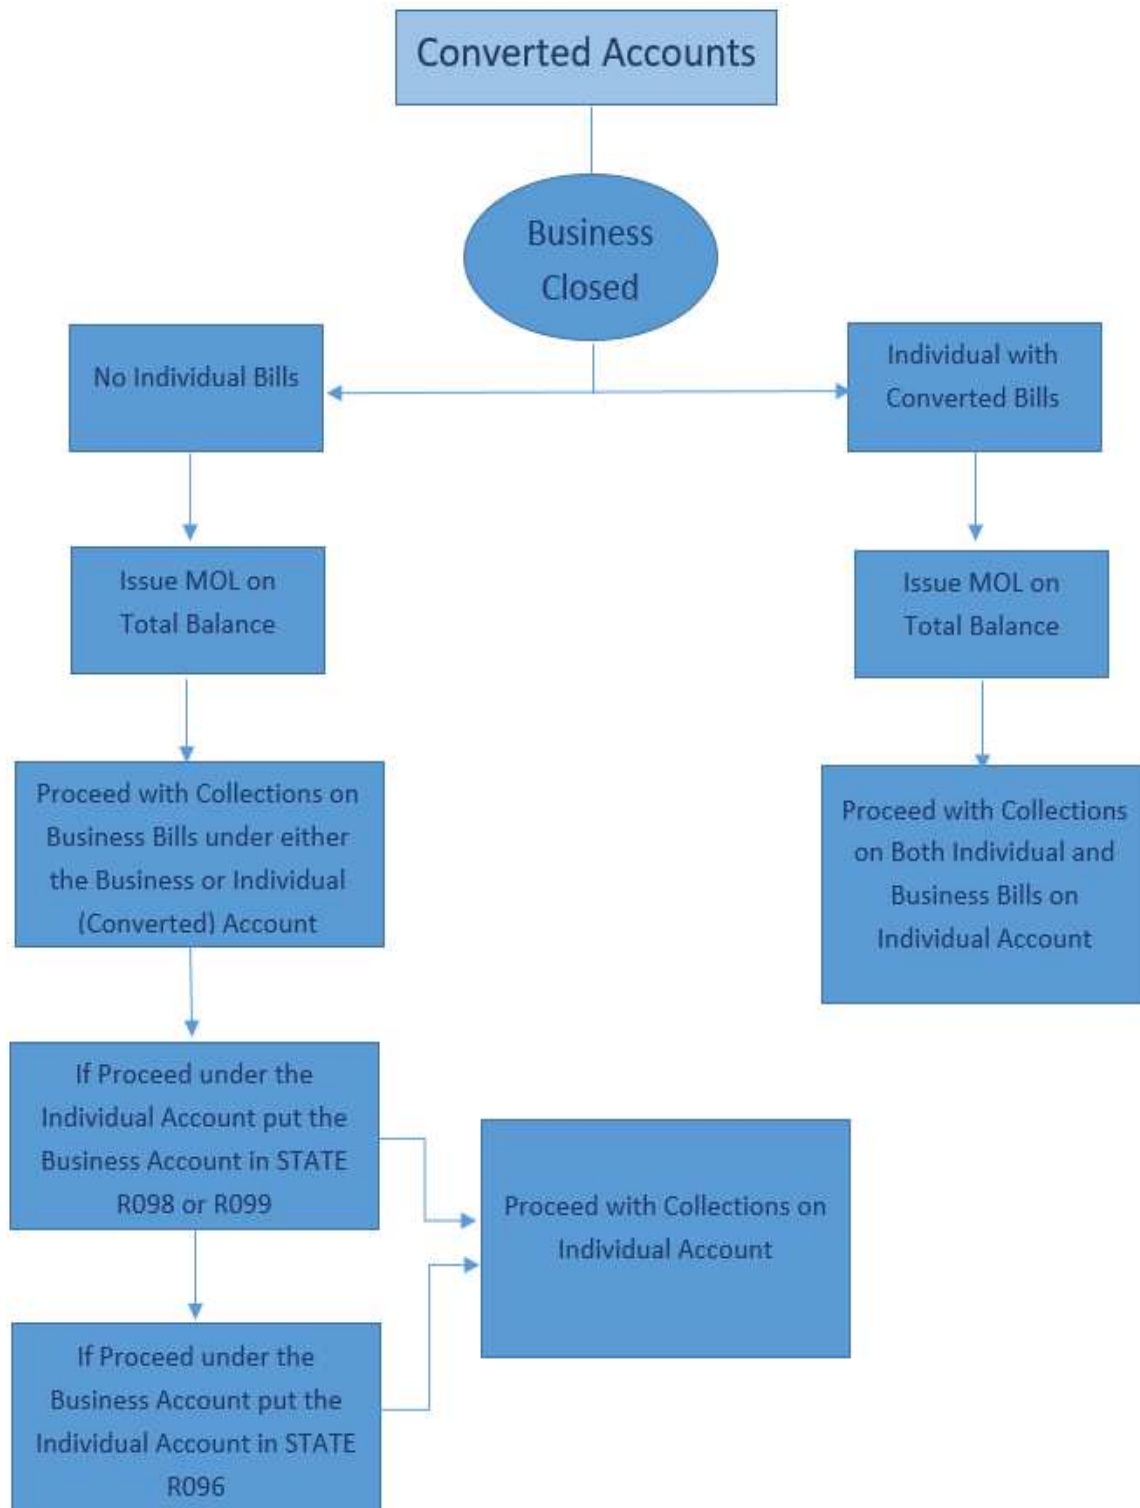 Converted Accounts
Business
Closed
No Individual Bills
Individual with
Converted Bills
Issue MOL on
Total Balance
Issue MOL on
Total Balance
Proceed with Collections on
Business Bills under either
the Business or Individual
(Converted) Account
Proceed with Collections
on Both Individual and
Business Bills on
Individual Account
If Proceed under the
Individual Account put the
Business Account in STATE
R098 or R099
Proceed with Collections on
Individual Account
If Proceed under the
Business Account put the
Individual Account in STATE
R096